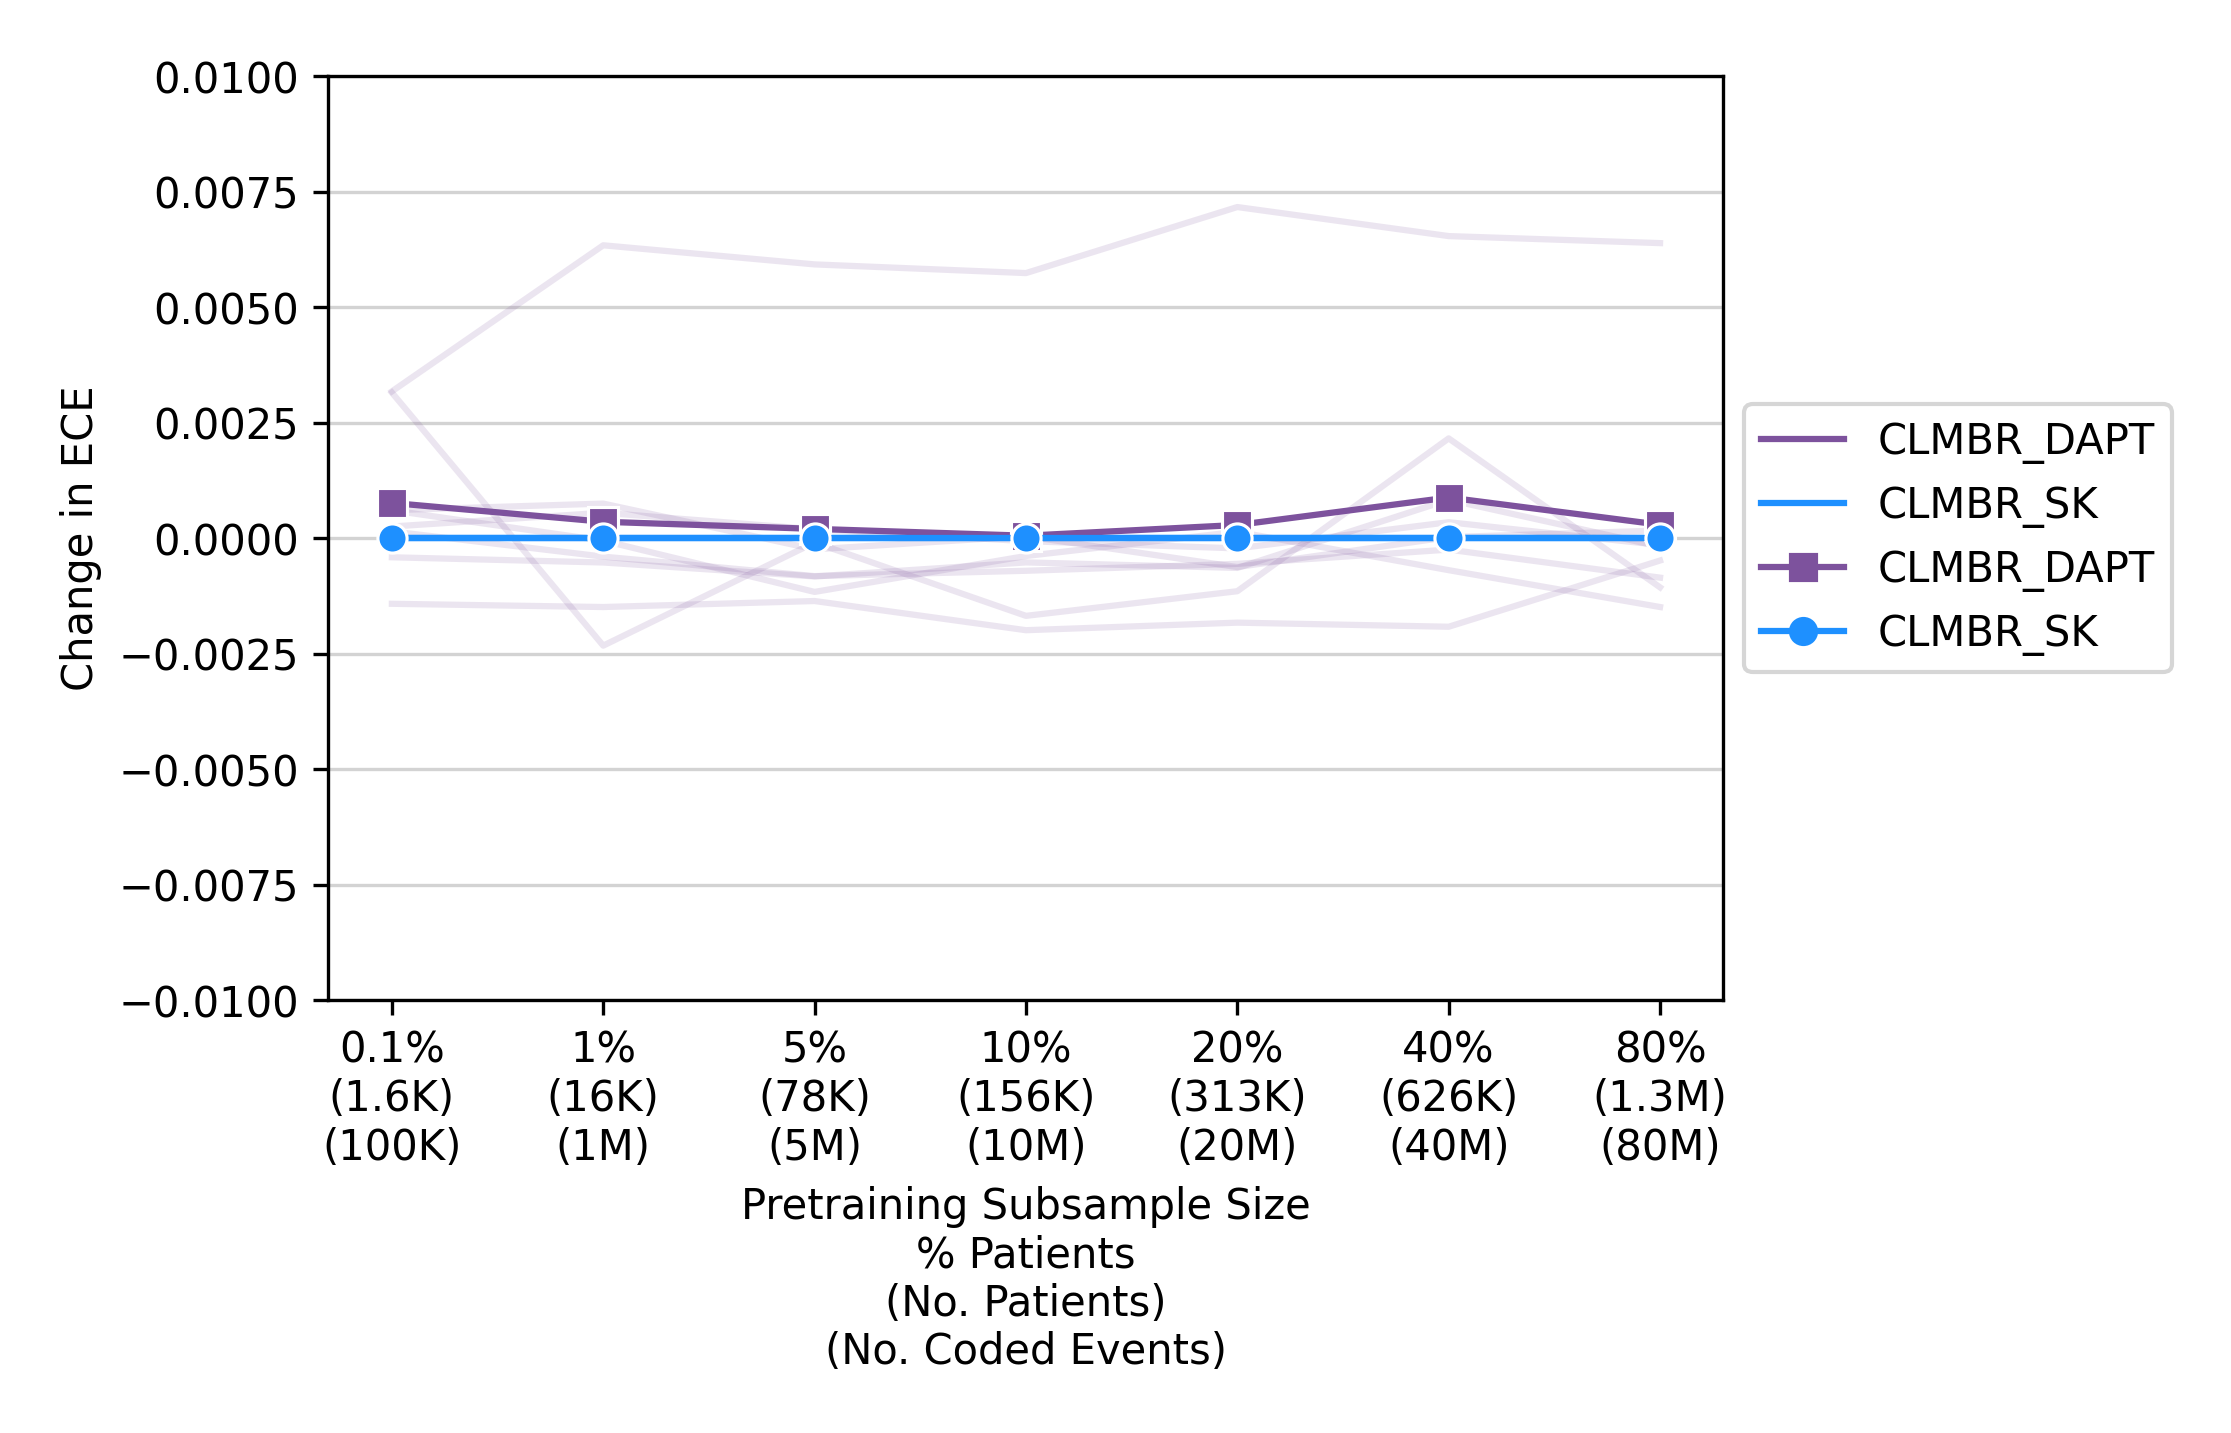 0.0100
0.0075
0.0050
0.0025
0.0000
−0.0025
−0.0050
−0.0075
−0.0100
Change in ECE
CLMBR_DAPT
CLMBR_SK
CLMBR_DAPT
CLMBR_SK
0.1% 1% 5% 10% 20% 40% 80%
(1.6K) (16K) (78K) (156K) (313K) (626K) (1.3M)
(100K) (1M) (5M) (10M) (20M) (40M) (80M)
Pretraining Subsample Size
% Patients
(No. Patients)
(No. Coded Events)